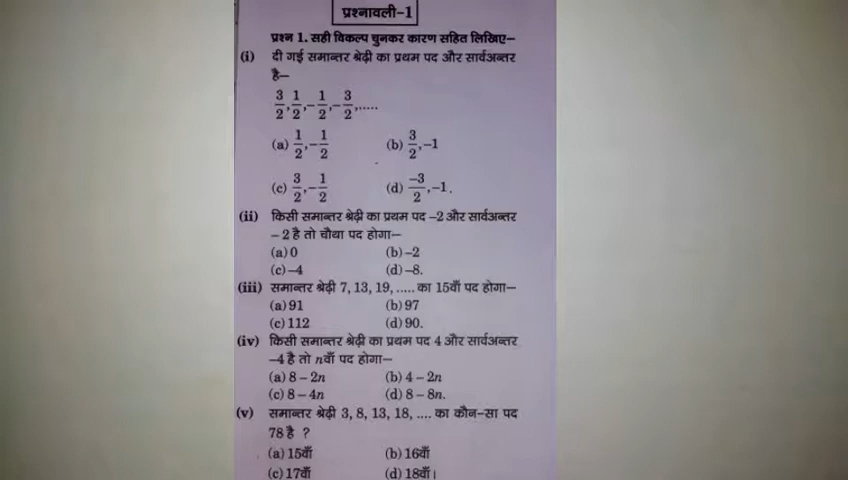 प्रश्नावली–1
प्रश्न 1. सही विकल्प चुनकर कारण सहित लिखिए–
(i) दी गई समान्तर श्रेढ़ी का प्रथम पद और सार्वअन्तर
है–
3/2, 1/2, –1/2, –3/2, .....
(a) 1/2, –1/2 (b) 3/2, –1
(c) 3/2, –1/2 (d) –3/2, –1.
(ii) किसी समान्तर श्रेढ़ी का प्रथम पद –2 और सार्वअन्तर
– 2 है तो चौथा पद होगा–
(a) 0 (b) –2
(c) –4 (d) –8.
(iii) समान्तर श्रेढ़ी 7, 13, 19, ..... का 15वाँ पद होगा–
(a) 91 (b) 97
(c) 112 (d) 90.
(iv) किसी समान्तर श्रेढ़ी का प्रथम पद 4 और सार्वअन्तर
–4 है तो nवाँ पद होगा–
(a) 8 – 2n (b) 4 – 2n
(c) 8 – 4n (d) 8 – 8n.
(v) समान्तर श्रेढ़ी 3, 8, 13, 18, .... का कौन-सा पद
78 है ?
(a) 15वाँ (b) 16वाँ
(c) 17वाँ (d) 18वाँ।